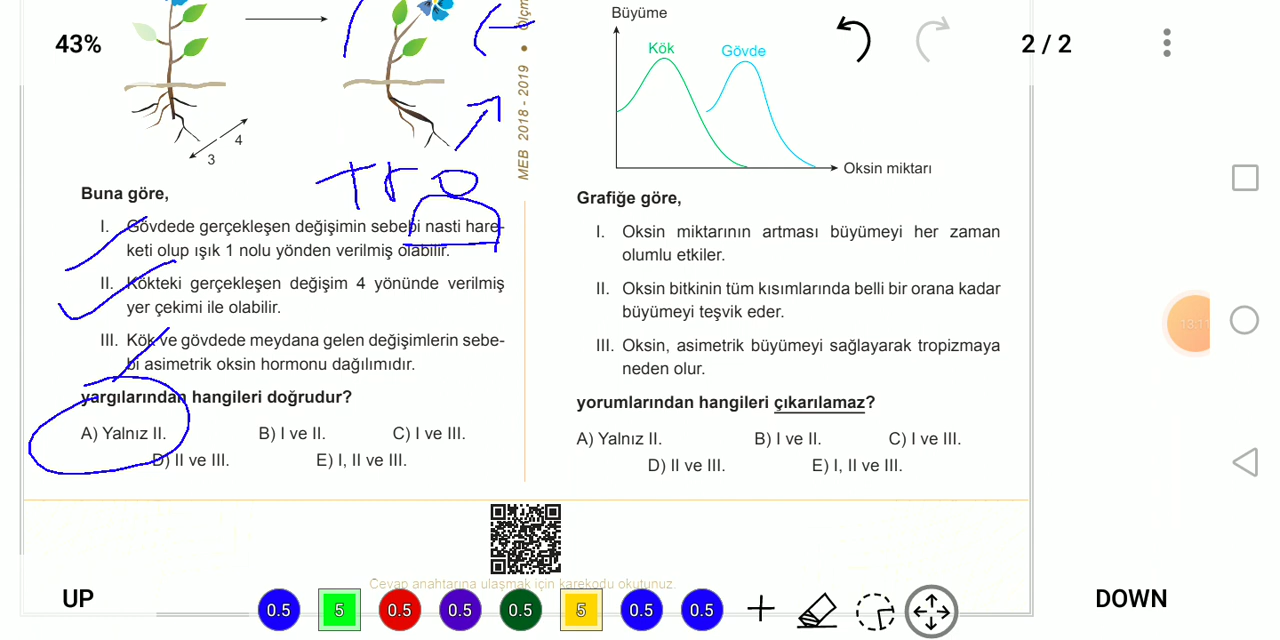 43%
2 / 2
3
4
MEB 2018 - 2019 ● Ölçm
TRO
Buna göre,
I. Gövdede gerçekleşen değişimin sebebi nasti hare-
keti olup ışık 1 nolu yönden verilmiş olabilir.
II. Kökteki gerçekleşen değişim 4 yönünde verilmiş
yer çekimi ile olabilir.
III. Kök ve gövdede meydana gelen değişimlerin sebe-
bi asimetrik oksin hormonu dağılımıdır.
yargılarından hangileri doğrudur?
A) Yalnız II. B) I ve II. C) I ve III.
D) II ve III. E) I, II ve III.
Büyüme
Kök Gövde
Oksin miktarı
Grafiğe göre,
I. Oksin miktarının artması büyümeyi her zaman
olumlu etkiler.
II. Oksin bitkinin tüm kısımlarında belli bir orana kadar
büyümeyi teşvik eder.
III. Oksin, asimetrik büyümeyi sağlayarak tropizmaya
neden olur.
yorumlarından hangileri çıkarılamaz?
A) Yalnız II. B) I ve II. C) I ve III.
D) II ve III. E) I, II ve III.
13:11
Cevap anahtarına ulaşmak için karekodu okutunuz.
UP
0.5 5 0.5 0.5 0.5 5 0.5 0.5
DOWN